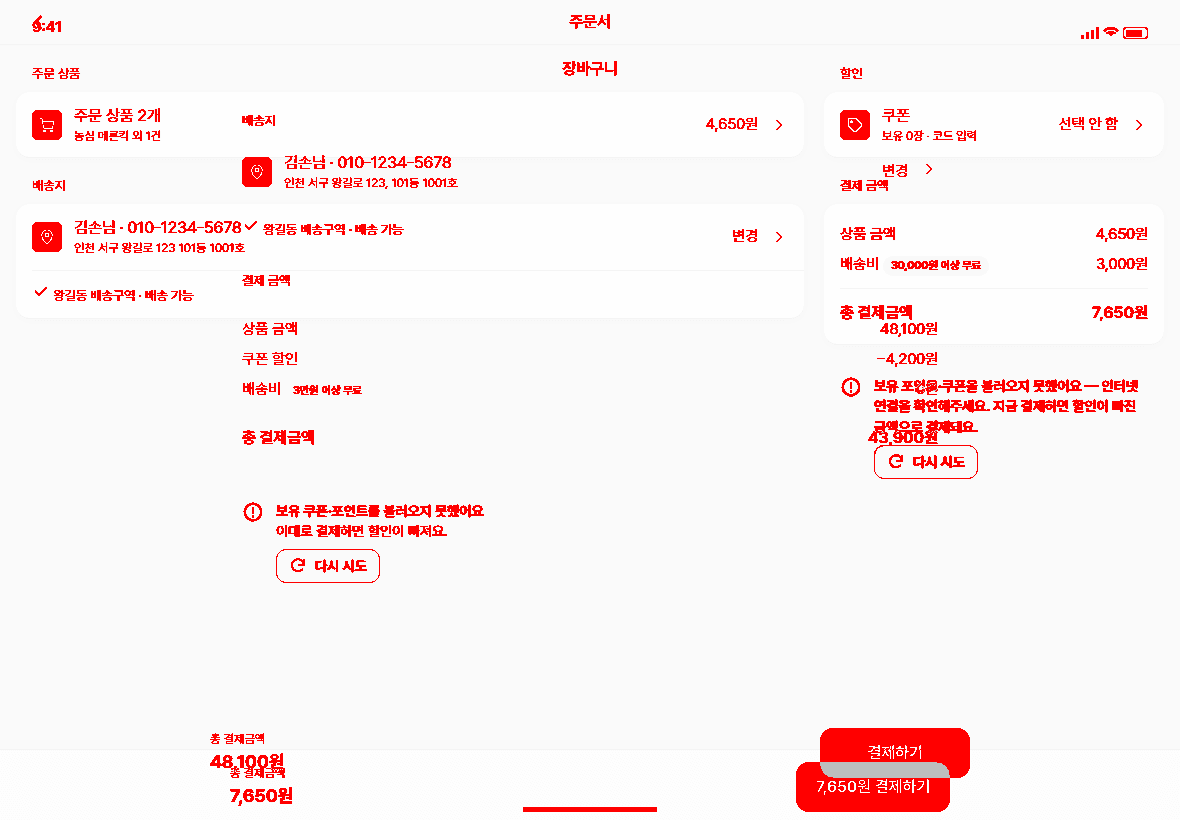 9:41
주문서
장바구니
주문 상품
주문 상품 2개
농심 메론킥 외 1건
4,650원
배송지
김손님 · 010-1234-5678
인천 서구 왕길로 123, 101동 1001호
변경
배송지
김손님 · 010-1234-5678
인천 서구 왕길로 123 101동 1001호
변경
왕길동 배송구역 · 배송 가능
왕길동 배송구역 · 배송 가능
결제 금액
상품 금액
48,100원
쿠폰 할인
−4,200원
배송비 3만원 이상 무료
총 결제금액
43,900원
보유 쿠폰·포인트를 불러오지 못했어요
이대로 결제하면 할인이 빠져요.
다시 시도
할인
쿠폰
보유 0장 · 코드 입력
선택 안 함
결제 금액
상품 금액
4,650원
배송비 30,000원 이상 무료
3,000원
총 결제금액
7,650원
보유 쿠폰을 불러오지 못했어요 — 인터넷
연결을 확인해주세요. 지금 결제하면 할인이 빠진
금액으로 결제돼요.
다시 시도
총 결제금액
48,100원
결제하기
총 결제금액
7,650원
7,650원 결제하기